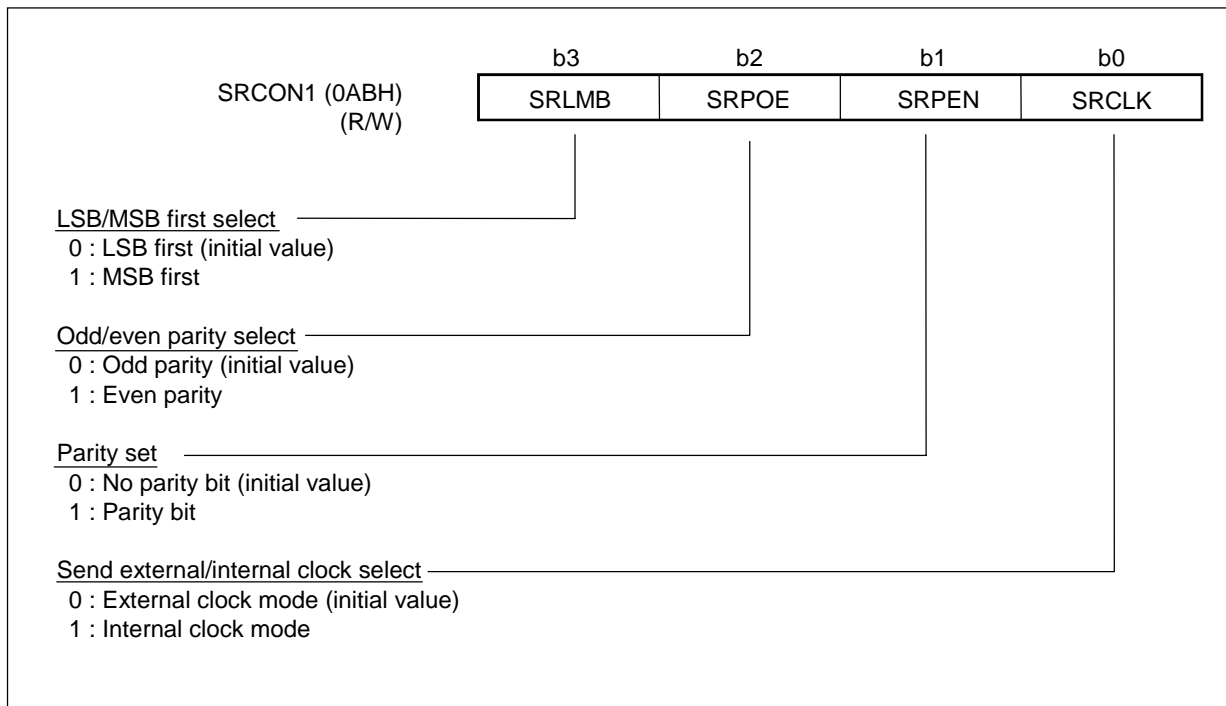 b3 b2 b1 b0
SRCON1 (0ABH) SRLMB SRPOE SRPEN SRCLK
(R/W)
LSB/MSB first select
0 : LSB first (initial value)
1 : MSB first
Odd/even parity select
0 : Odd parity (initial value)
1 : Even parity
Parity set
0 : No parity bit (initial value)
1 : Parity bit
Send external/internal clock select
0 : External clock mode (initial value)
1 : Internal clock mode